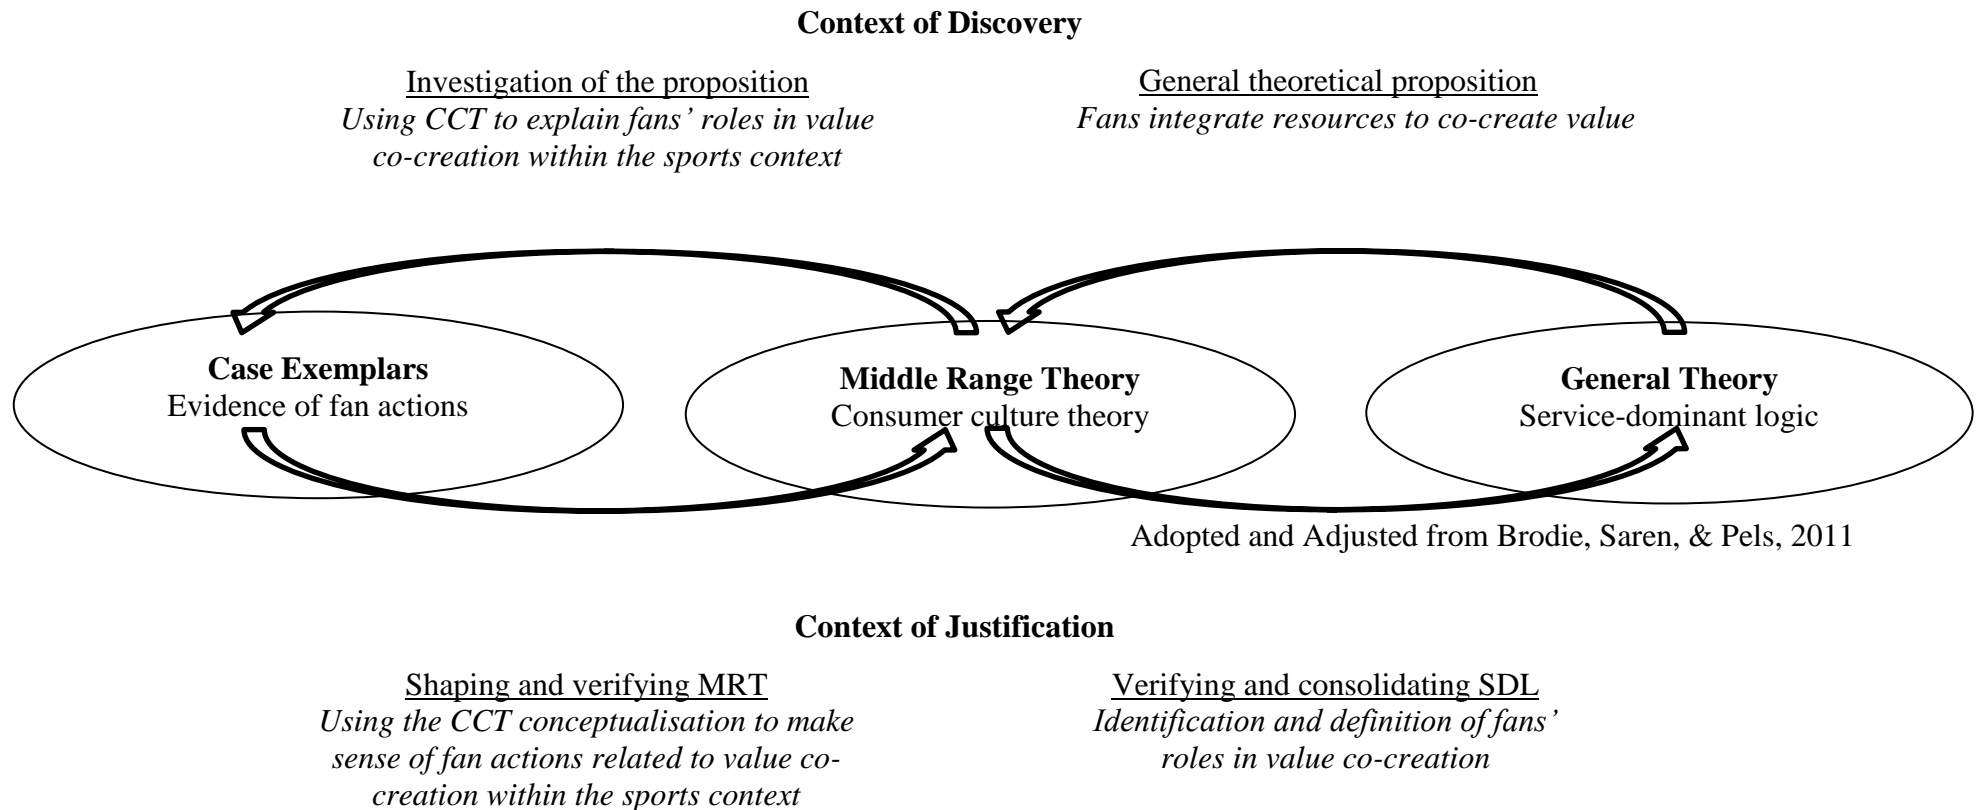 Context of Discovery
Investigation of the proposition
Using CCT to explain fans’ roles in value
co-creation within the sports context
General theoretical proposition
Fans integrate resources to co-create value
Case Exemplars
Evidence of fan actions
Middle Range Theory
Consumer culture theory
General Theory
Service-dominant logic
Adopted and Adjusted from Brodie, Saren, & Pels, 2011
Context of Justification
Shaping and verifying MRT
Using the CCT conceptualisation to make
sense of fan actions related to value co-
creation within the sports context
Verifying and consolidating SDL
Identification and definition of fans’
roles in value co-creation